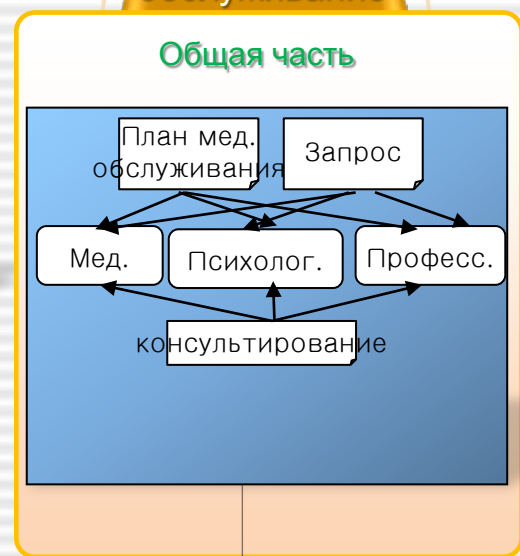 Общая часть
План мед.
обслуживания
Запрос
Мед.
Психолог.
Професс.
консультирование